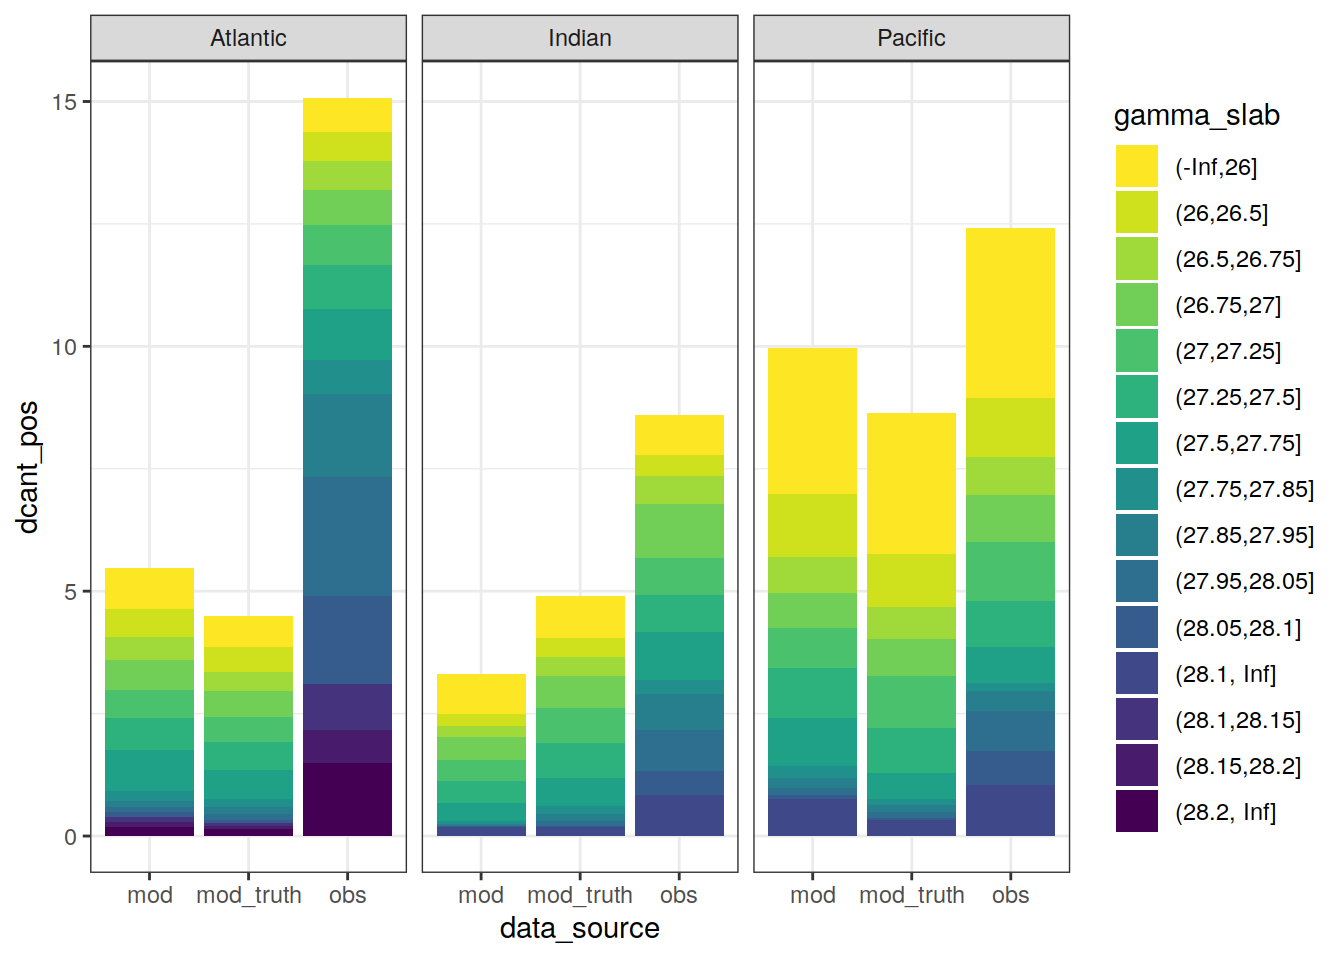 Atlantic Indian Pacific
15
10
5
0
dcant_pos
mod mod_truth obs mod mod_truth obs mod mod_truth obs
data_source
gamma_slab
(-Inf,26]
(26,26.5]
(26.5,26.75]
(26.75,27]
(27,27.25]
(27.25,27.5]
(27.5,27.75]
(27.75,27.85]
(27.85,27.95]
(27.95,28.05]
(28.05,28.1]
(28.1, Inf]
(28.1,28.15]
(28.15,28.2]
(28.2, Inf]